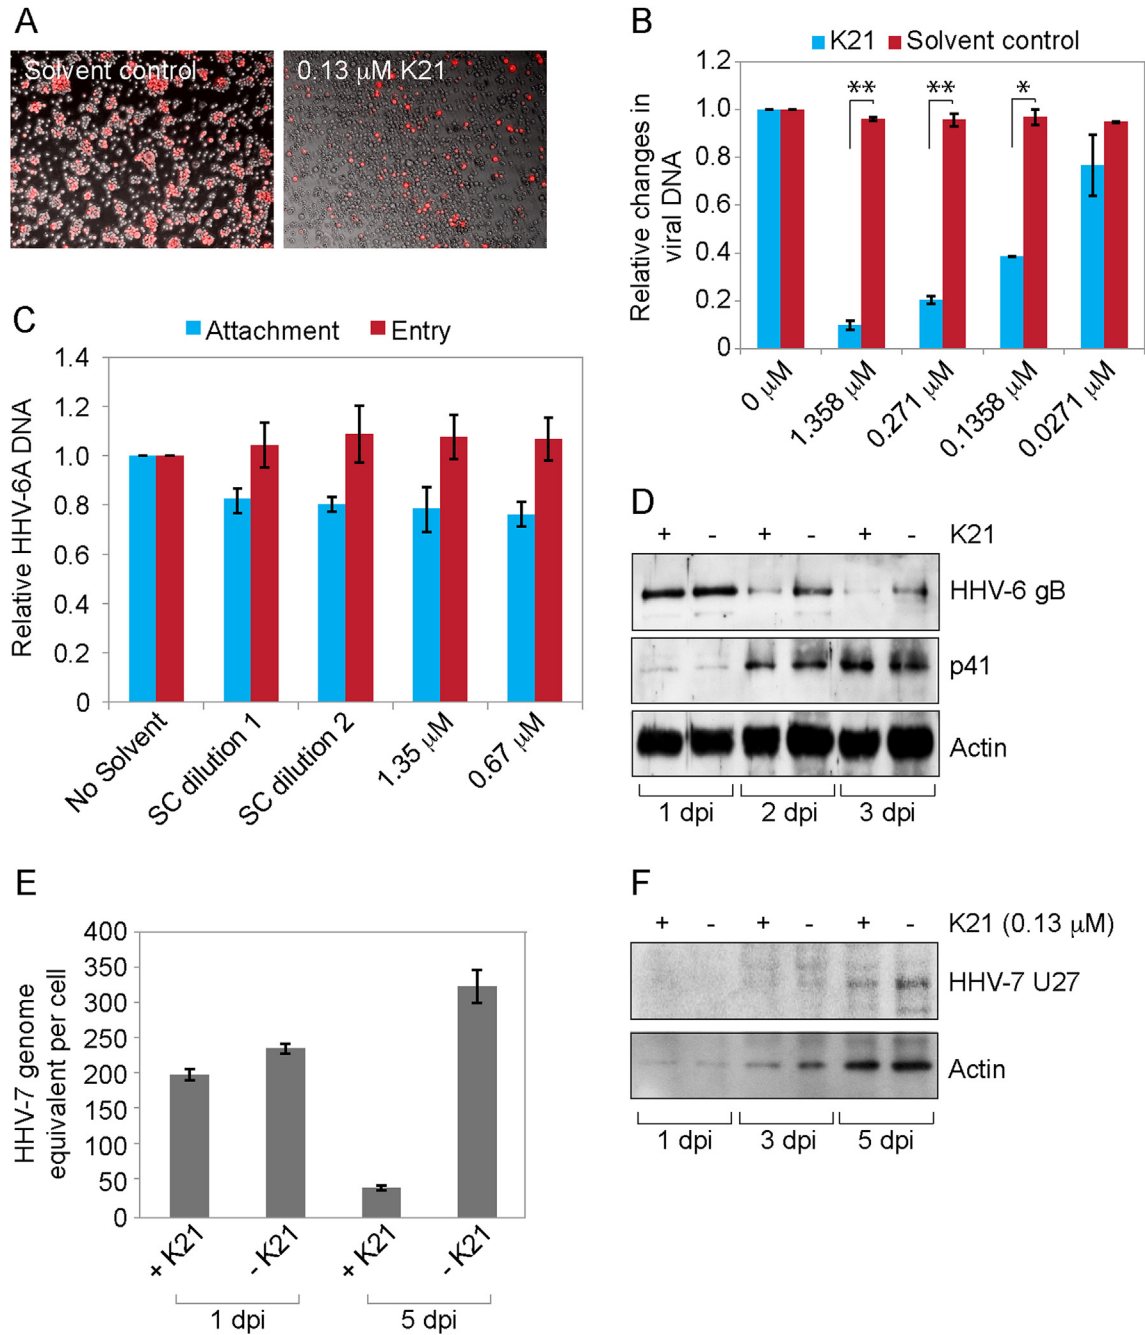 A
Solvent control
0.13 μM K21
B
K21 Solvent control
Relative changes in
viral DNA
1.2
1.0
0.8
0.6
0.4
0.2
0
** ** *
0 μM
1.358 μM
0.271 μM
0.1358 μM
0.0271 μM
C
Attachment Entry
Relative HHV-6A DNA
1.4
1.2
1.0
0.8
0.6
0.4
0.2
0
No Solvent
SC dilution 1
SC dilution 2
1.35 μM
0.67 μM
D
+ - + - + - K21
HHV-6 gB
p41
Actin
1 dpi 2 dpi 3 dpi
E
HHV-7 genome
equivalent per cell
400
350
300
250
200
150
100
50
0
+ K21
- K21
+ K21
- K21
1 dpi 5 dpi
F
+ - + - + - K21 (0.13 μM)
HHV-7 U27
Actin
1 dpi 3 dpi 5 dpi